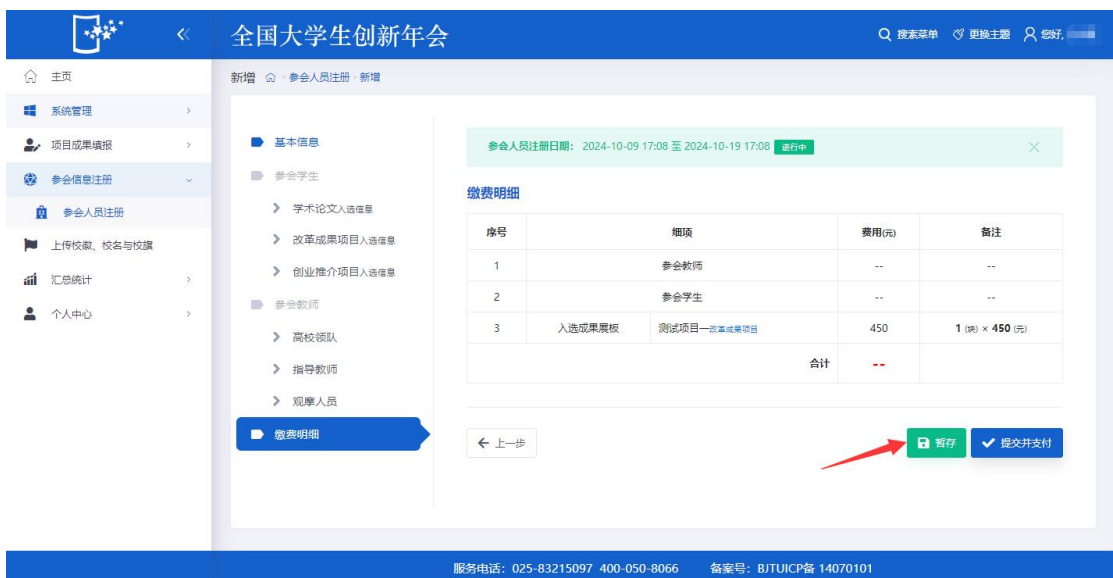 全国大学生创新年会
搜索菜单 更换主题 您好,
主页
系统管理
项目成果填报
参会信息注册
参会人员注册
上传校徽、校名与校旗
汇总统计
个人中心
新增 参会人员注册 新增
基本信息
参会学生
学术论文入选信息
改革成果项目入选信息
创业推介项目入选信息
参会教师
高校领队
指导教师
观摩人员
缴费明细
参会人员注册日期: 2024-10-09 17:08 至 2024-10-19 17:08 进行中
缴费明细
序号 细项 费用(元) 备注
1 参会教师 -- --
2 参会学生 -- --
3 入选成果展板 测试项目—改革成果项目 450 1 (块) × 450 (元)
合计 --
上一步
暂存 提交并支付
服务电话: 025-83215097 400-050-8066 备案号: BJTUICP备 14070101